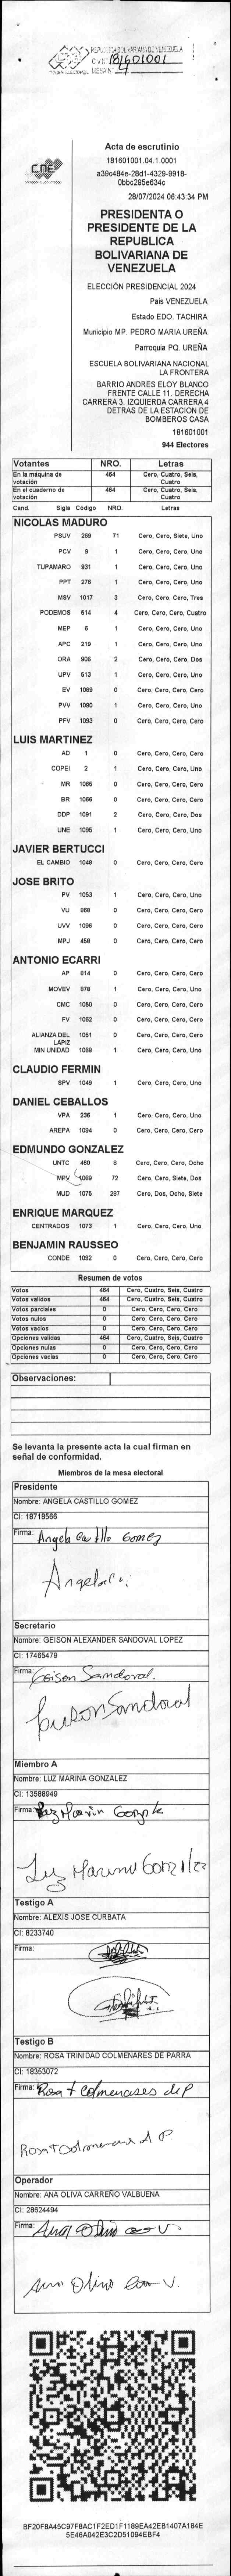 REPUBLICA BOLIVARIANA DE VENEZUELA
C.V N° 181601001
MESA N° 4
CNE
Acta de escrutinio
181601001.04.1.0001
a39c484e-28d1-4329-9918-
0bbc295e634c
28/07/2024 06:43:34 PM
PRESIDENTA O
PRESIDENTE DE LA
REPUBLICA
BOLIVARIANA DE
VENEZUELA
ELECCIÓN PRESIDENCIAL 2024
Pais VENEZUELA
Estado EDO. TACHIRA
Municipio MP. PEDRO MARIA UREÑA
Parroquia PQ. UREÑA
ESCUELA BOLIVARIANA NACIONAL
LA FRONTERA
BARRIO ANDRES ELOY BLANCO
FRENTE CALLE 11. DERECHA
CARRERA 3. IZQUIERDA CARRERA 4
DETRAS DE LA ESTACION DE
BOMBEROS CASA
181601001
944 Electores
Votantes NRO. Letras
En la máquina de votación 464 Cero, Cuatro, Seis, Cuatro
En el cuaderno de votación 464 Cero, Cuatro, Seis, Cuatro
Cand. Sigla Código NRO. Letras
NICOLAS MADURO
PSUV 269 71 Cero, Cero, Siete, Uno
PCV 9 1 Cero, Cero, Cero, Uno
TUPAMARO 931 1 Cero, Cero, Cero, Uno
PPT 276 1 Cero, Cero, Cero, Uno
MSV 1017 3 Cero, Cero, Cero, Tres
PODEMOS 514 4 Cero, Cero, Cero, Cuatro
MEP 6 1 Cero, Cero, Cero, Uno
APC 219 1 Cero, Cero, Cero, Uno
ORA 906 2 Cero, Cero, Cero, Dos
UPV 513 1 Cero, Cero, Cero, Uno
EV 1089 0 Cero, Cero, Cero, Cero
PVV 1090 1 Cero, Cero, Cero, Uno
PFV 1093 0 Cero, Cero, Cero, Cero
LUIS MARTINEZ
AD 1 0 Cero, Cero, Cero, Cero
COPEI 2 1 Cero, Cero, Cero, Uno
MR 1065 0 Cero, Cero, Cero, Cero
BR 1066 0 Cero, Cero, Cero, Cero
DDP 1091 2 Cero, Cero, Cero, Dos
UNE 1095 1 Cero, Cero, Cero, Uno
JAVIER BERTUCCI
EL CAMBIO 1048 0 Cero, Cero, Cero, Cero
JOSE BRITO
PV 1053 1 Cero, Cero, Cero, Uno
VU 868 0 Cero, Cero, Cero, Cero
UVV 1096 0 Cero, Cero, Cero, Cero
MPJ 458 0 Cero, Cero, Cero, Cero
ANTONIO ECARRI
AP 814 0 Cero, Cero, Cero, Cero
MOVEV 878 1 Cero, Cero, Cero, Uno
CMC 1050 0 Cero, Cero, Cero, Cero
FV 1062 0 Cero, Cero, Cero, Cero
ALIANZA DEL LAPIZ 1051 0 Cero, Cero, Cero, Cero
MIN UNIDAD 1069 1 Cero, Cero, Cero, Uno
CLAUDIO FERMIN
SPV 1049 1 Cero, Cero, Cero, Uno
DANIEL CEBALLOS
VPA 236 1 Cero, Cero, Cero, Uno
AREPA 1094 0 Cero, Cero, Cero, Cero
EDMUNDO GONZALEZ
UNTC 460 8 Cero, Cero, Cero, Ocho
MPV 1069 72 Cero, Cero, Siete, Dos
MUD 1075 287 Cero, Dos, Ocho, Siete
ENRIQUE MARQUEZ
CENTRADOS 1073 1 Cero, Cero, Cero, Uno
BENJAMIN RAUSSEO
CONDE 1092 0 Cero, Cero, Cero, Cero
Resumen de votos
Votos 464 Cero, Cuatro, Seis, Cuatro
Votos validos 464 Cero, Cuatro, Seis, Cuatro
Votos parciales 0 Cero, Cero, Cero, Cero
Votos nulos 0 Cero, Cero, Cero, Cero
Votos vacios 0 Cero, Cero, Cero, Cero
Opciones validas 464 Cero, Cuatro, Seis, Cuatro
Opciones nulas 0 Cero, Cero, Cero, Cero
Opciones vacias 0 Cero, Cero, Cero, Cero
Observaciones:
Se levanta la presente acta la cual firman en
señal de conformidad.
Miembros de la mesa electoral
Presidente
Nombre: ANGELA CASTILLO GOMEZ
CI: 18718566
Firma: Angela Castillo Gomez
Secretario
Nombre: GEISON ALEXANDER SANDOVAL LOPEZ
CI: 17465479
Firma: Geison Sandoval.
Geison Sandoval
Miembro A
Nombre: LUZ MARINA GONZALEZ
CI: 13588949
Firma: Luz Marina Gonzalez
Luz Marina Gonzalez
Testigo A
Nombre: ALEXIS JOSE CURBATA
CI: 8233740
Firma:
Testigo B
Nombre: ROSA TRINIDAD COLMENARES DE PARRA
CI: 18353072
Firma: Rosa T Colmenares de P
Rosa T Colmenares d P.
Operador
Nombre: ANA OLIVA CARREÑO VALBUENA
CI: 28624494
Firma: Ana Oliva
Ana Oliva
BF20F8A45C97F8AC1F2ED1F1189EA42EB1407A184E
5E46A042E3C2D51094EBF4